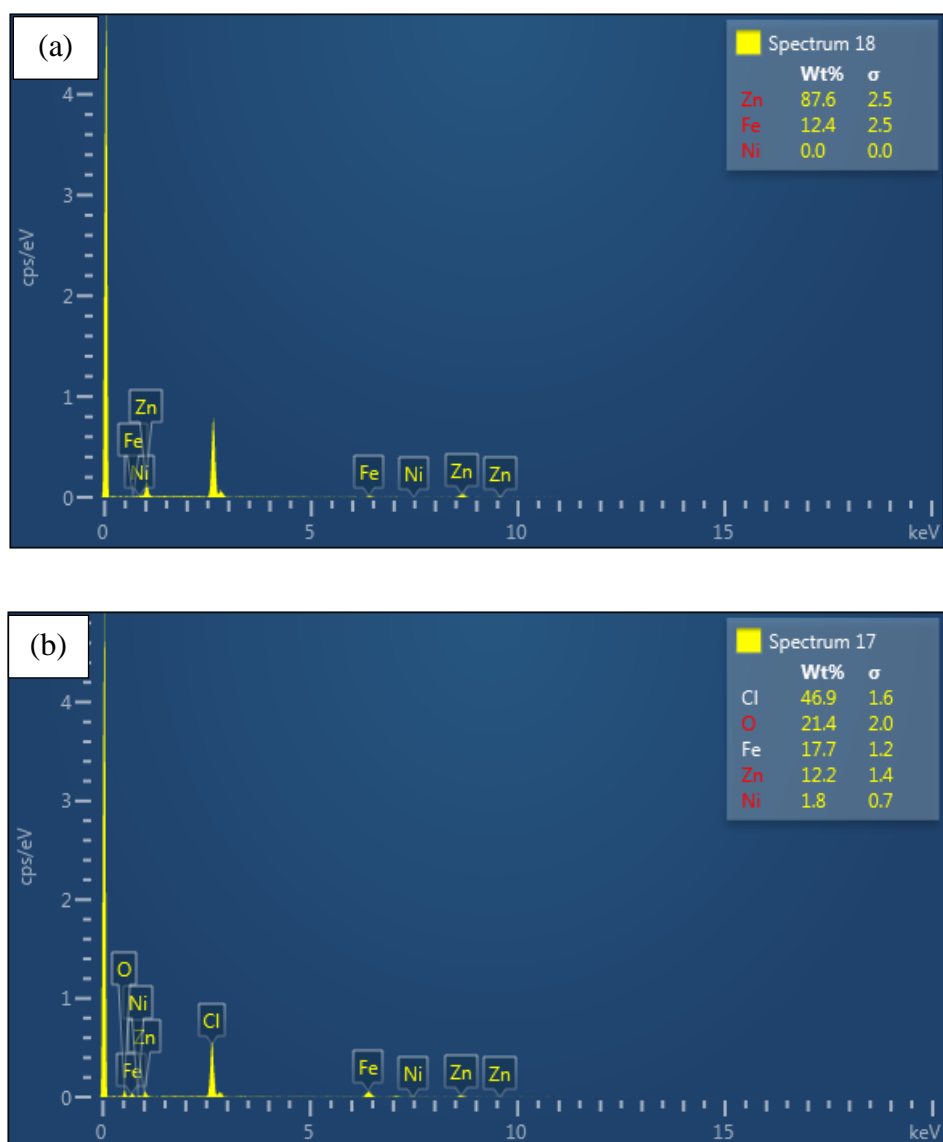 (a)
Spectrum 18
Wt% σ
Zn 87.6 2.5
Fe 12.4 2.5
Ni 0.0 0.0
4
3
cps/eV
2
1
Zn
Fe
Ni
Fe Ni Zn Zn
0
0 5 10 15 keV
(b)
Spectrum 17
Wt% σ
Cl 46.9 1.6
O 21.4 2.0
Fe 17.7 1.2
Zn 12.2 1.4
Ni 1.8 0.7
4
3
cps/eV
2
1
O
Ni
Cl
Zn
Fe
Fe Ni Zn Zn
0
0 5 10 15 keV